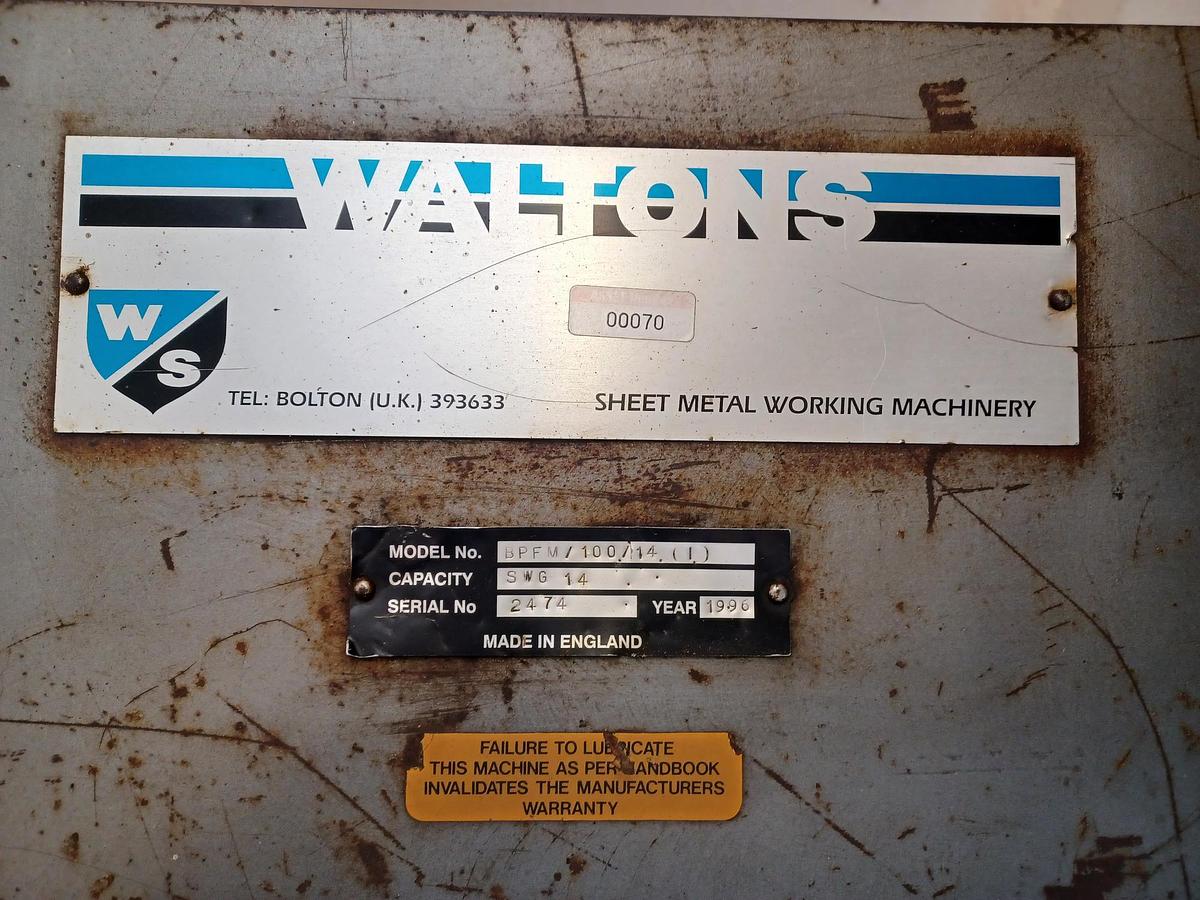 WALTONS
W S
00070
TEL: BOLTON (U.K.) 393633
SHEET METAL WORKING MACHINERY
MODEL No. BPFM/100/14 (I)
CAPACITY SWG 14
SERIAL No 2474 YEAR 1996
MADE IN ENGLAND
FAILURE TO LUBRICATE
THIS MACHINE AS PER HANDBOOK
INVALIDATES THE MANUFACTURERS
WARRANTY